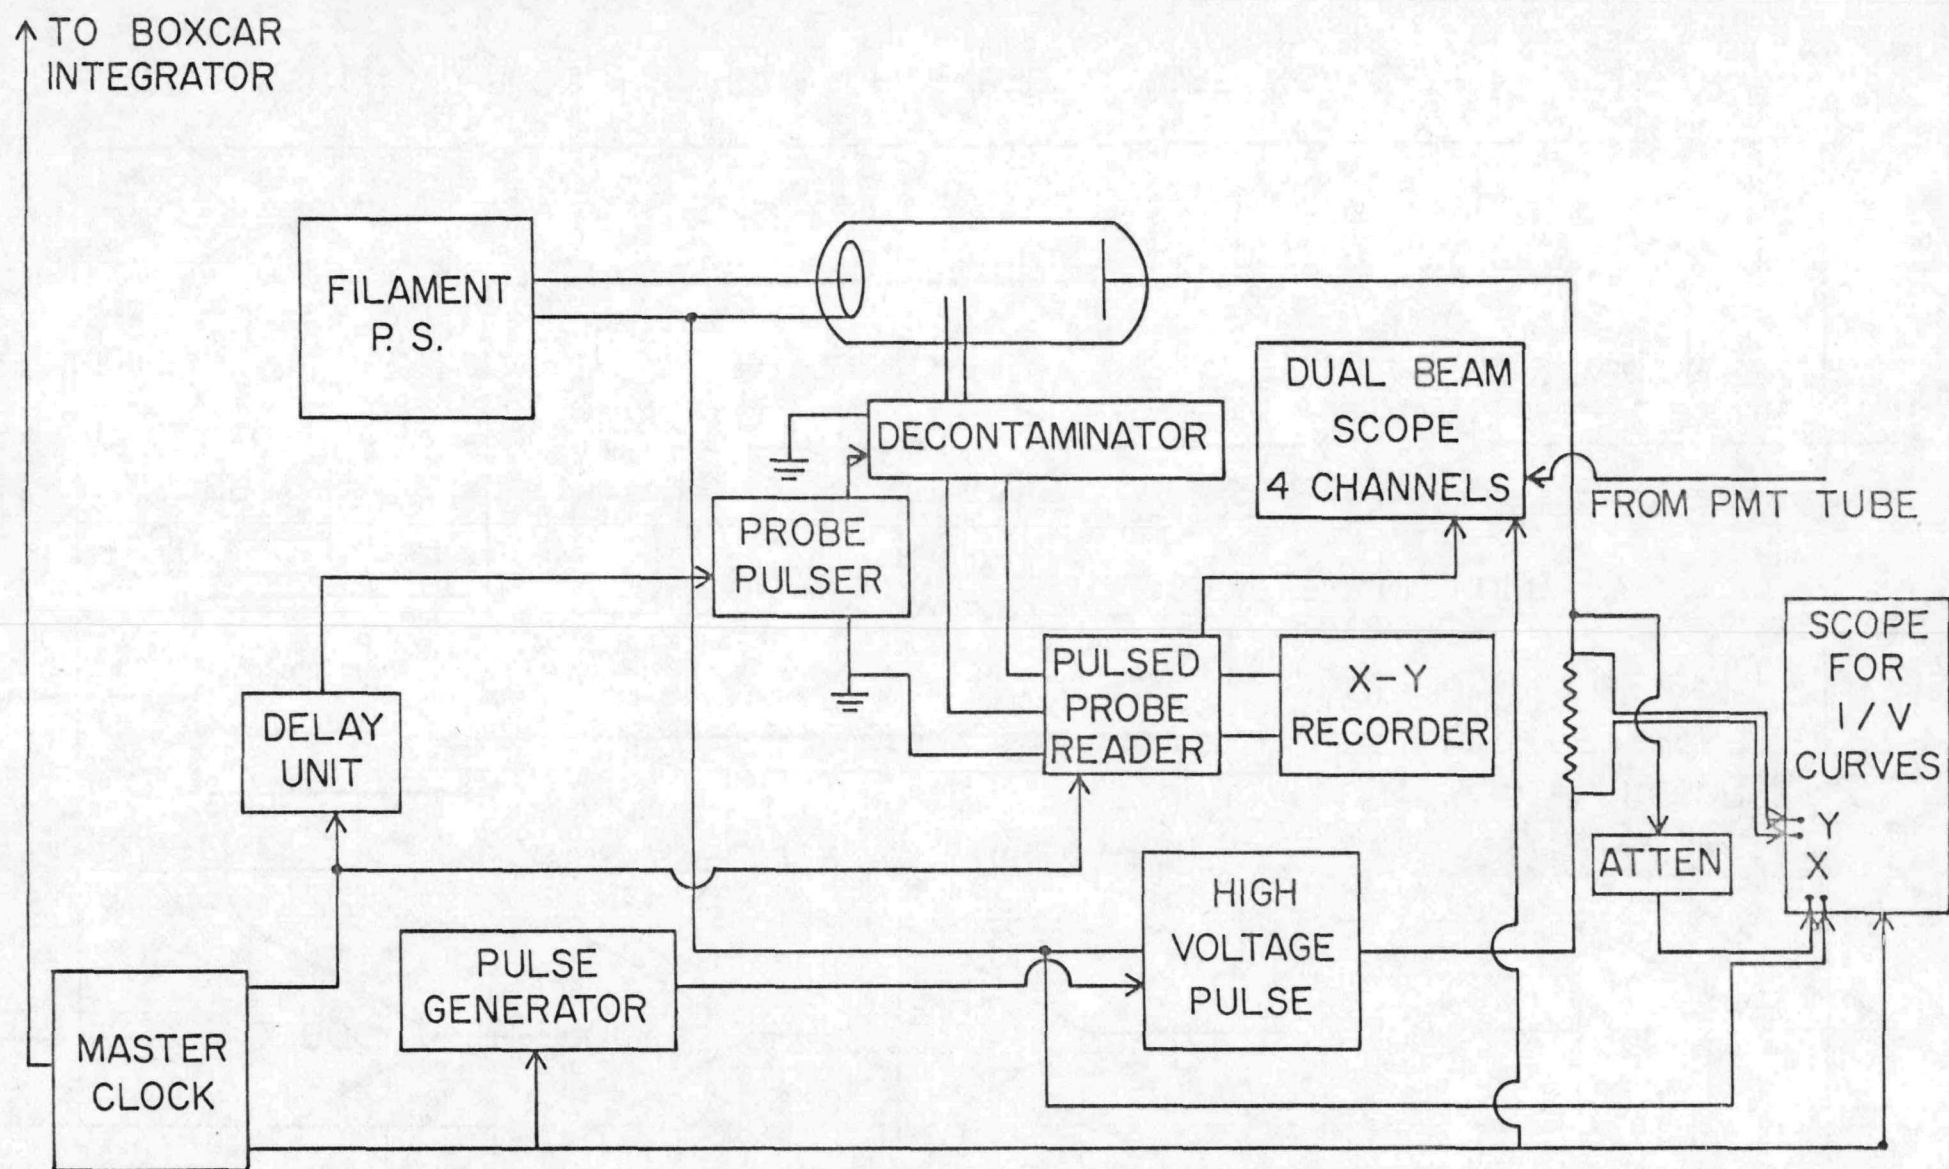 TO BOXCAR
INTEGRATOR
FILAMENT
P. S.
DUAL BEAM
SCOPE
4 CHANNELS
DECONTAMINATOR
FROM PMT TUBE
PROBE
PULSER
SCOPE
FOR
I/V
CURVES
Y
X
PULSED
PROBE
READER
X-Y
RECORDER
DELAY
UNIT
ATTEN
HIGH
VOLTAGE
PULSE
PULSE
GENERATOR
MASTER
CLOCK